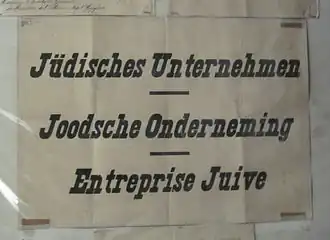 Jüdisches Unternehmen
Joodsche Onderneming
Entreprise Juive